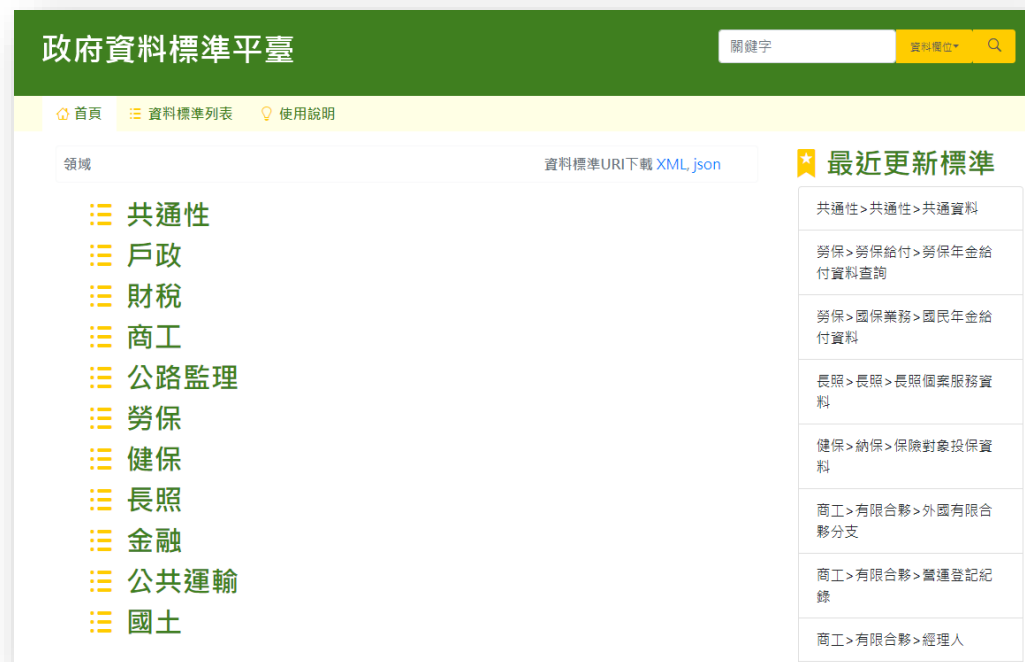 政府資料標準平臺
關鍵字
資料欄位
首頁
資料標準列表
使用說明
領域
資料標準URI下載 XML, json
共通性
戶政
財稅
商工
公路監理
勞保
健保
長照
金融
公共運輸
國土
最近更新標準
共通性>共通性>共通資料
勞保>勞保給付>勞保年金給
付資料查詢
勞保>國保業務>國民年金給
付資料
長照>長照>長照個案服務資
料
健保>納保>保險對象投保資
料
商工>有限合夥>外國有限合
夥分支
商工>有限合夥>營運登記紀
錄
商工>有限合夥>經理人